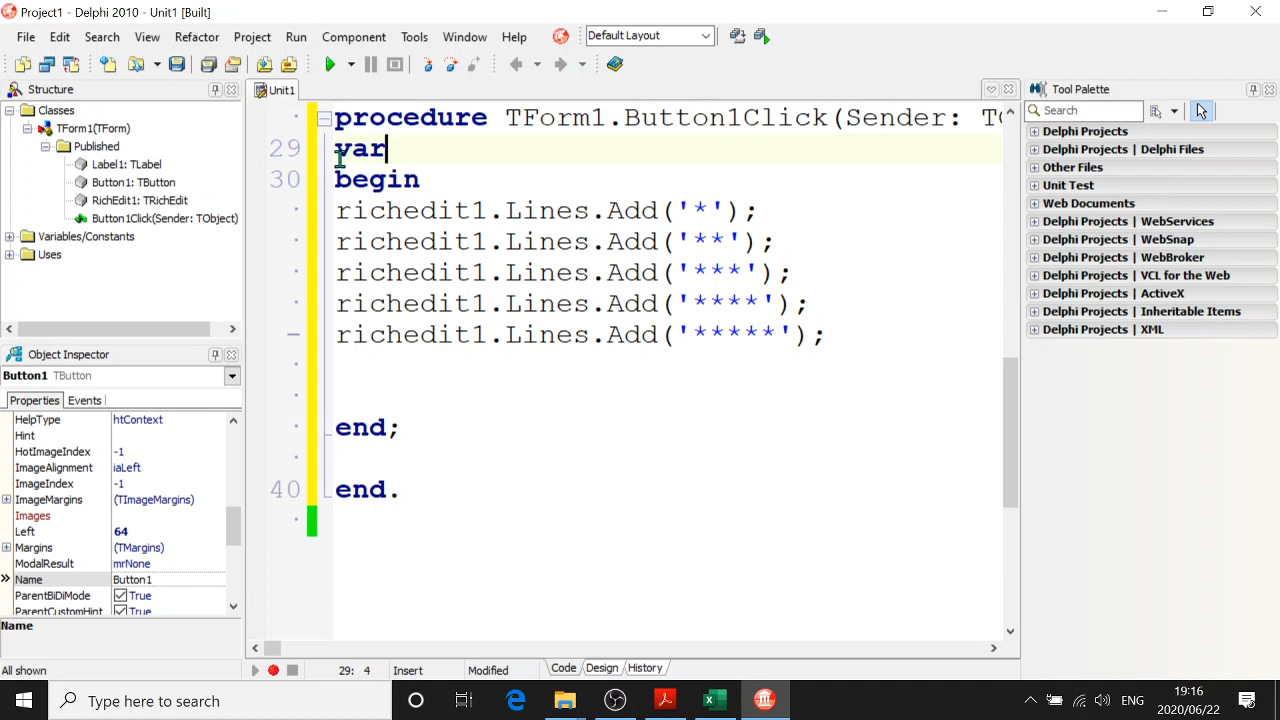 Project1 - Delphi 2010 - Unit1 [Built]
File Edit Search View Refactor Project Run Component Tools Window Help Default Layout
Structure
Classes
TForm1(TForm)
Published
Label1: TLabel
Button1: TButton
RichEdit1: TRichEdit
Button1Click(Sender: TObject)
Variables/Constants
Uses
Object Inspector
Button1 TButton
Properties Events
HelpType htContext
Hint
HotImageIndex -1
ImageAlignment iaLeft
ImageIndex -1
ImageMargins (TImageMargins)
Images
Left 64
Margins (TMargins)
ModalResult mrNone
Name Button1
ParentBiDiMode True
ParentCustomHint True
Name
All shown
Unit1
procedure TForm1.Button1Click(Sender: TO
29 var
30 begin
richedit1.Lines.Add('*');
richedit1.Lines.Add('**');
richedit1.Lines.Add('***');
richedit1.Lines.Add('****');
richedit1.Lines.Add('*****');
end;
40 end.
29: 4 Insert Modified Code Design History
Tool Palette
Search
Delphi Projects
Delphi Projects | Delphi Files
Other Files
Unit Test
Web Documents
Delphi Projects | WebServices
Delphi Projects | WebSnap
Delphi Projects | WebBroker
Delphi Projects | VCL for the Web
Delphi Projects | ActiveX
Delphi Projects | Inheritable Items
Delphi Projects | XML
Type here to search
ENG
19:16
2020/06/22